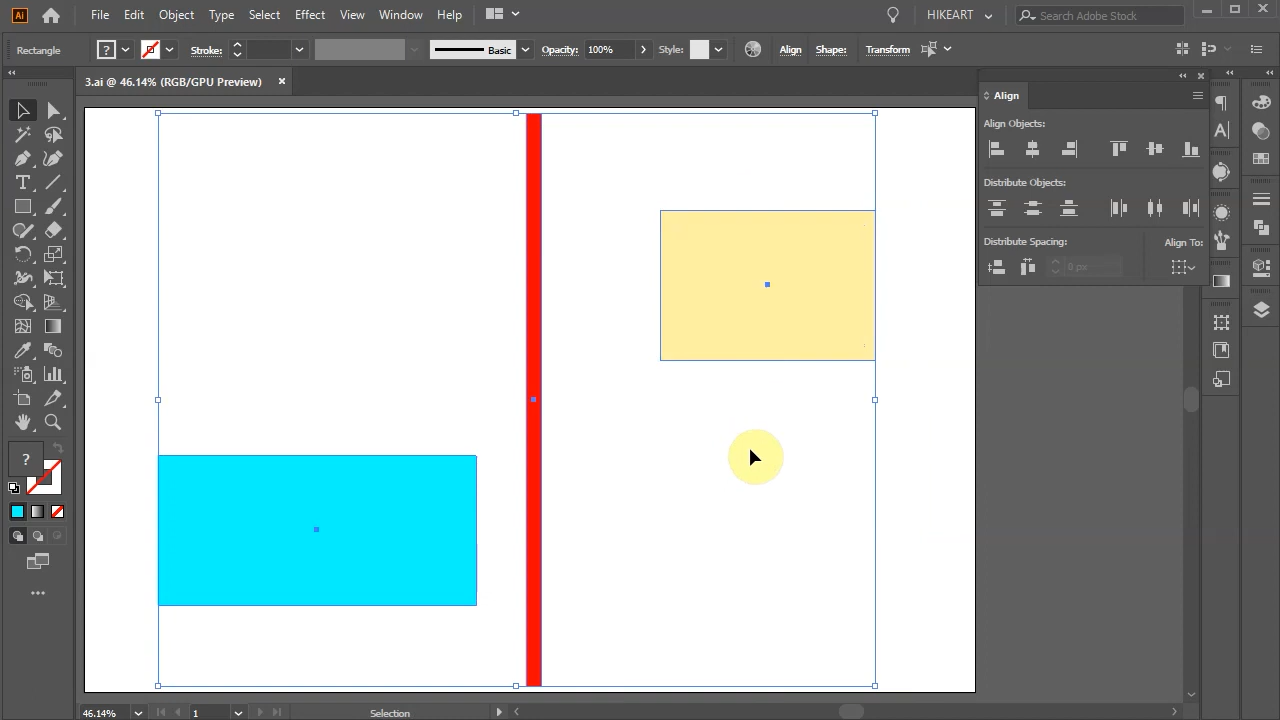 Ai File Edit Object Type Select Effect View Window Help HIKEART Search Adobe Stock
Rectangle ? Stroke: Basic Opacity: 100% Style: Align Shape: Transform
3.ai @ 46.14% (RGB/GPU Preview) ×
Align
Align Objects:
Distribute Objects:
Distribute Spacing: Align To:
0 px
?
46.14% 1 Selection